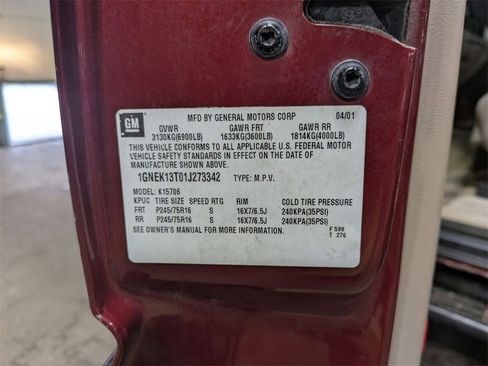 GM
MFD BY GENERAL MOTORS CORP 04/01
GVWR GAWR FRT GAWR RR
3130KG(6900LB) 1633KG(3600LB) 1814KG(4000LB)
THIS VEHICLE CONFORMS TO ALL APPLICABLE U.S. FEDERAL MOTOR
VEHICLE SAFETY STANDARDS IN EFFECT ON THE DATE OF
MANUFACTURE SHOWN ABOVE.
1GNEK13T01J273342 TYPE: M.P.V.
MODEL: K15706
KPUC TIRE SIZE SPEED RTG RIM COLD TIRE PRESSURE
FRT P245/75R16 S 16X7/6.5J 240KPA(35PSI)
RR P245/75R16 S 16X7/6.5J 240KPA(35PSI)
SEE OWNER'S MANUAL FOR MORE INFORMATION. F 598
T 276